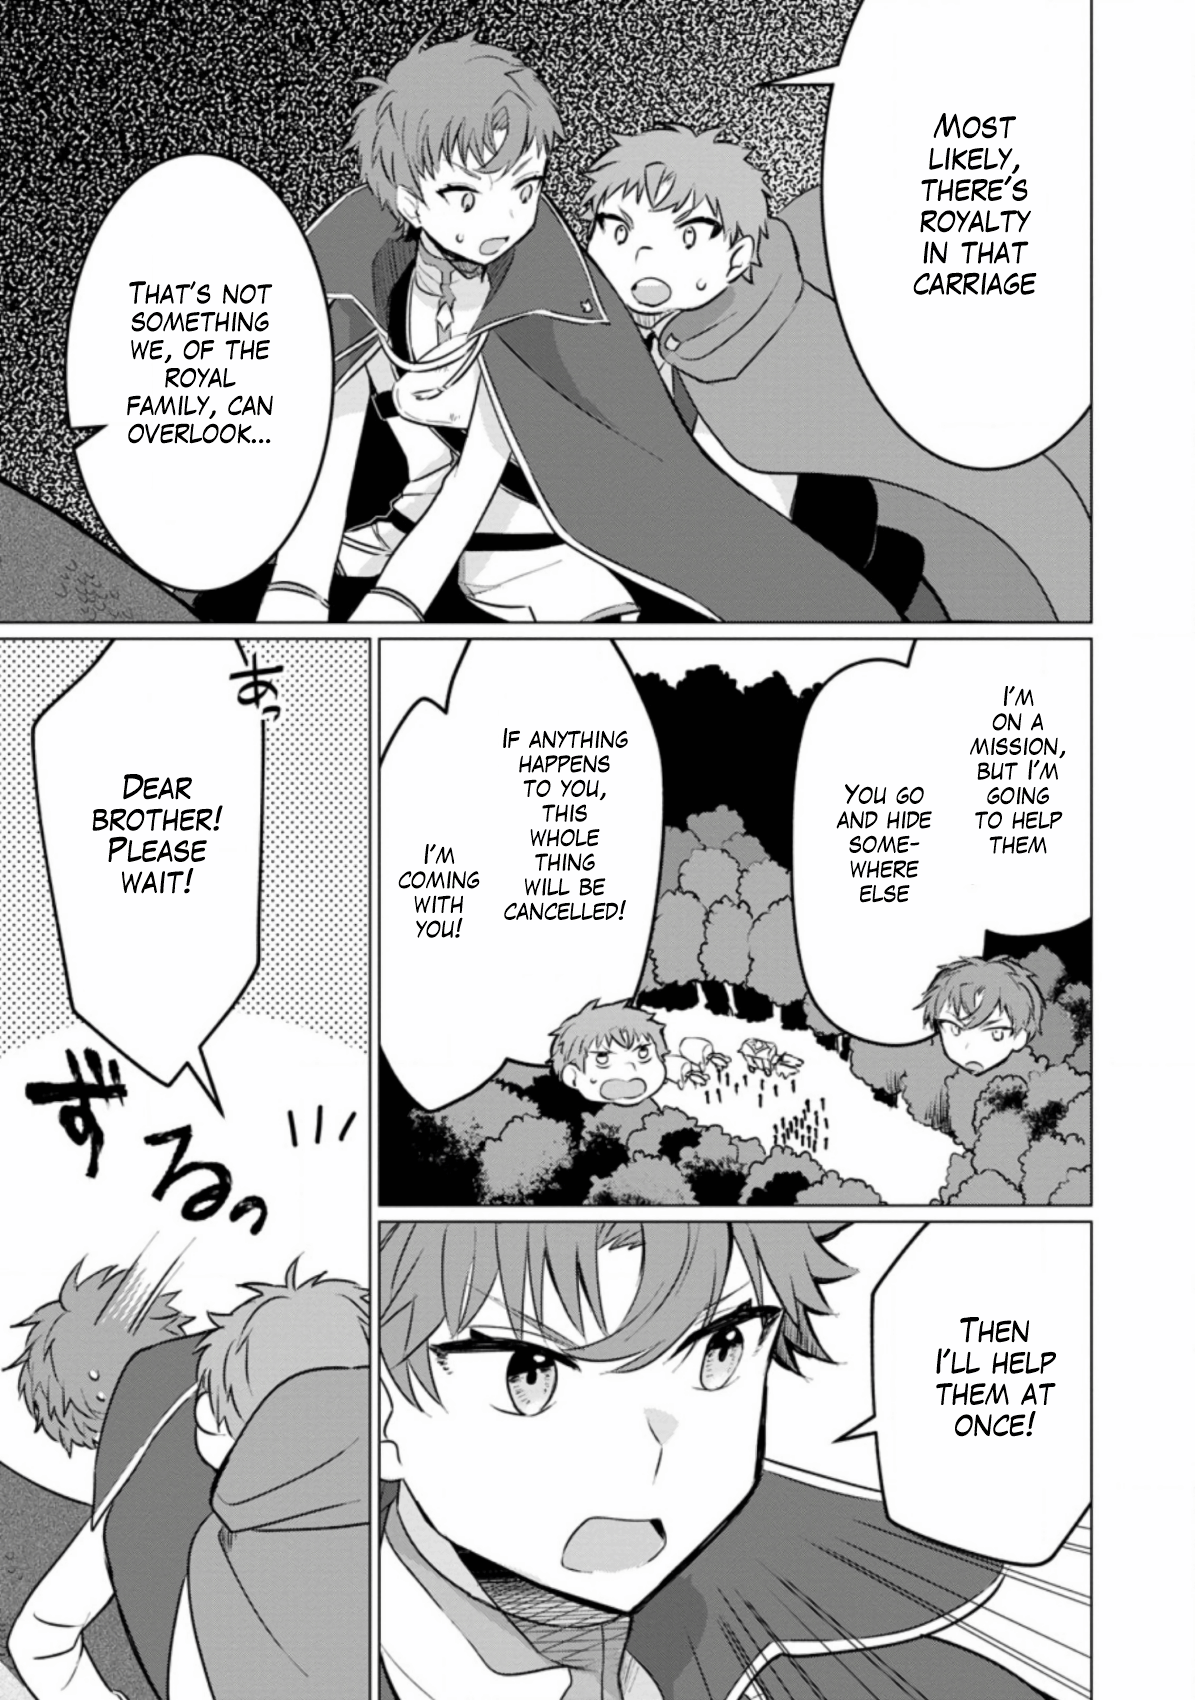 MOST
LIKELY,
THERE'S
ROYALTY
IN THAT
CARRIAGE
THAT'S NOT
SOMETHING
WE, OF THE
ROYAL
FAMILY, CAN
OVERLOOK...
I'M
ON A
MISSION,
BUT I'M
GOING
TO HELP
THEM
YOU GO
AND HIDE
SOME-
WHERE
ELSE
IF ANYTHING
HAPPENS
TO YOU,
THIS
WHOLE
THING
WILL BE
CANCELLED!
I'M
COMING
WITH
YOU!
THEN
I'LL HELP
THEM AT
ONCE!
あっ
DEAR
BROTHER!
PLEASE
WAIT!
ずるっ